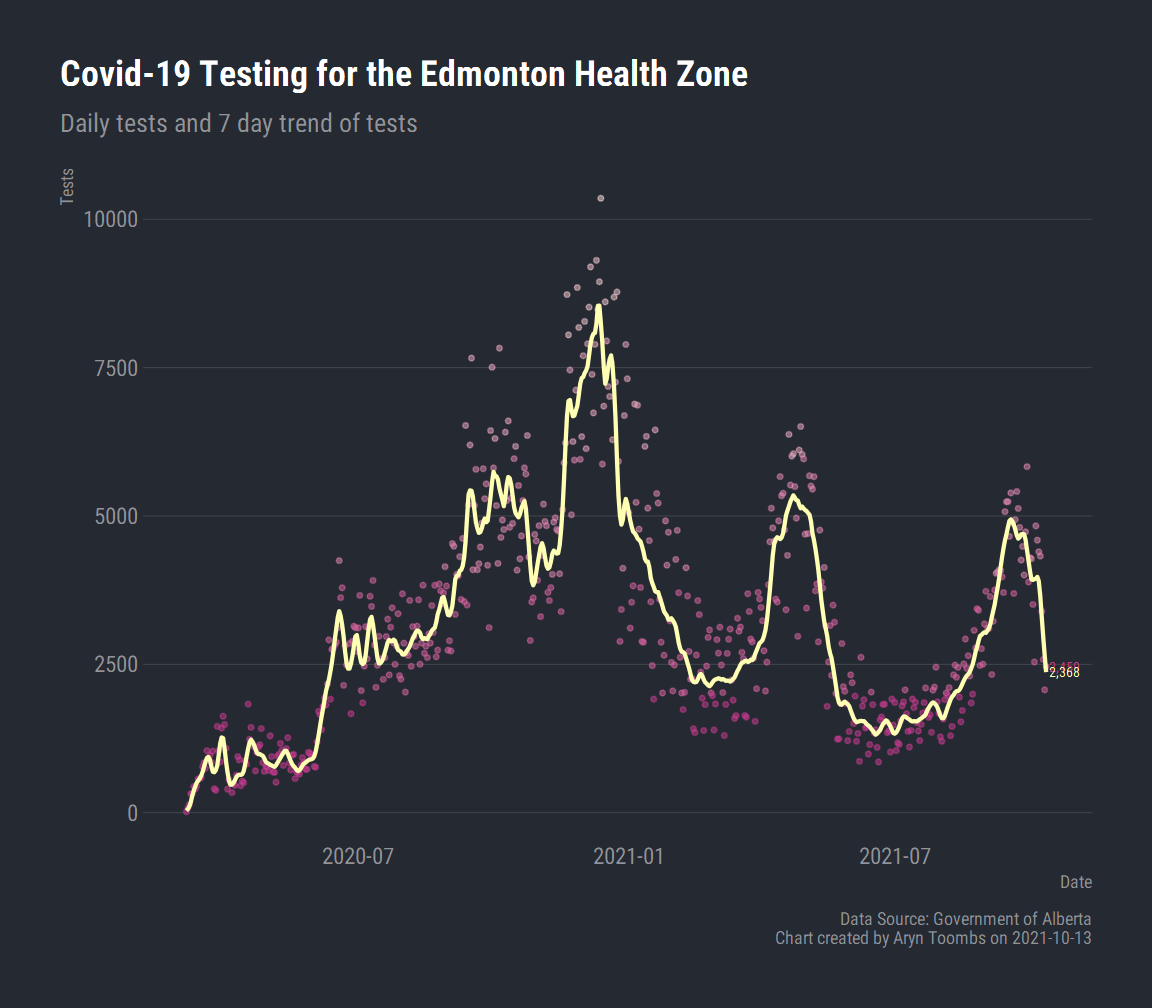 Covid-19 Testing for the Edmonton Health Zone
Daily tests and 7 day trend of tests
Tests
10000
7500
5000
2500
0
2,368
2020-07
2021-01
2021-07
Date
Data Source: Government of Alberta
Chart created by Aryn Toombs on 2021-10-13